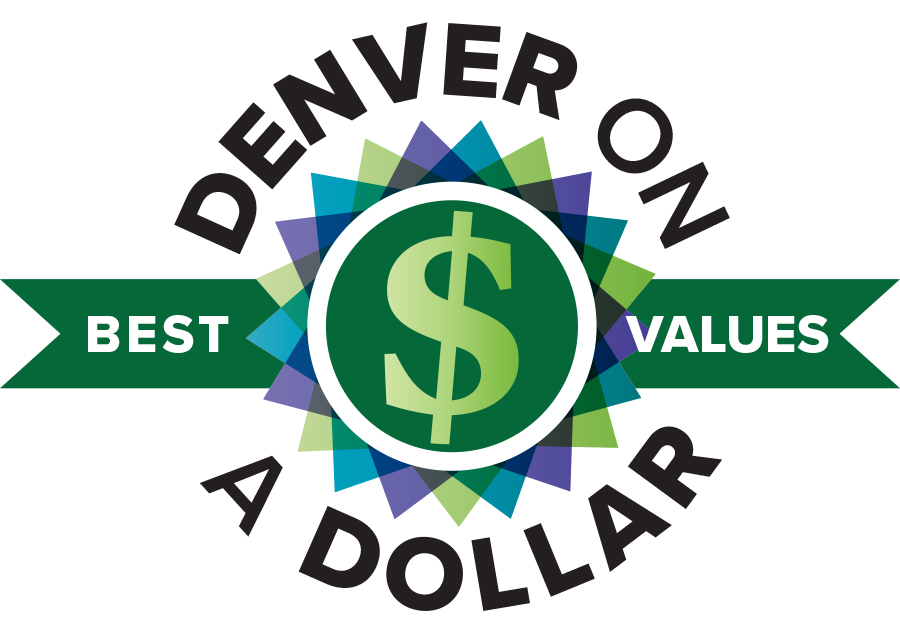 DENVER ON
BEST $ VALUES
A DOLLAR